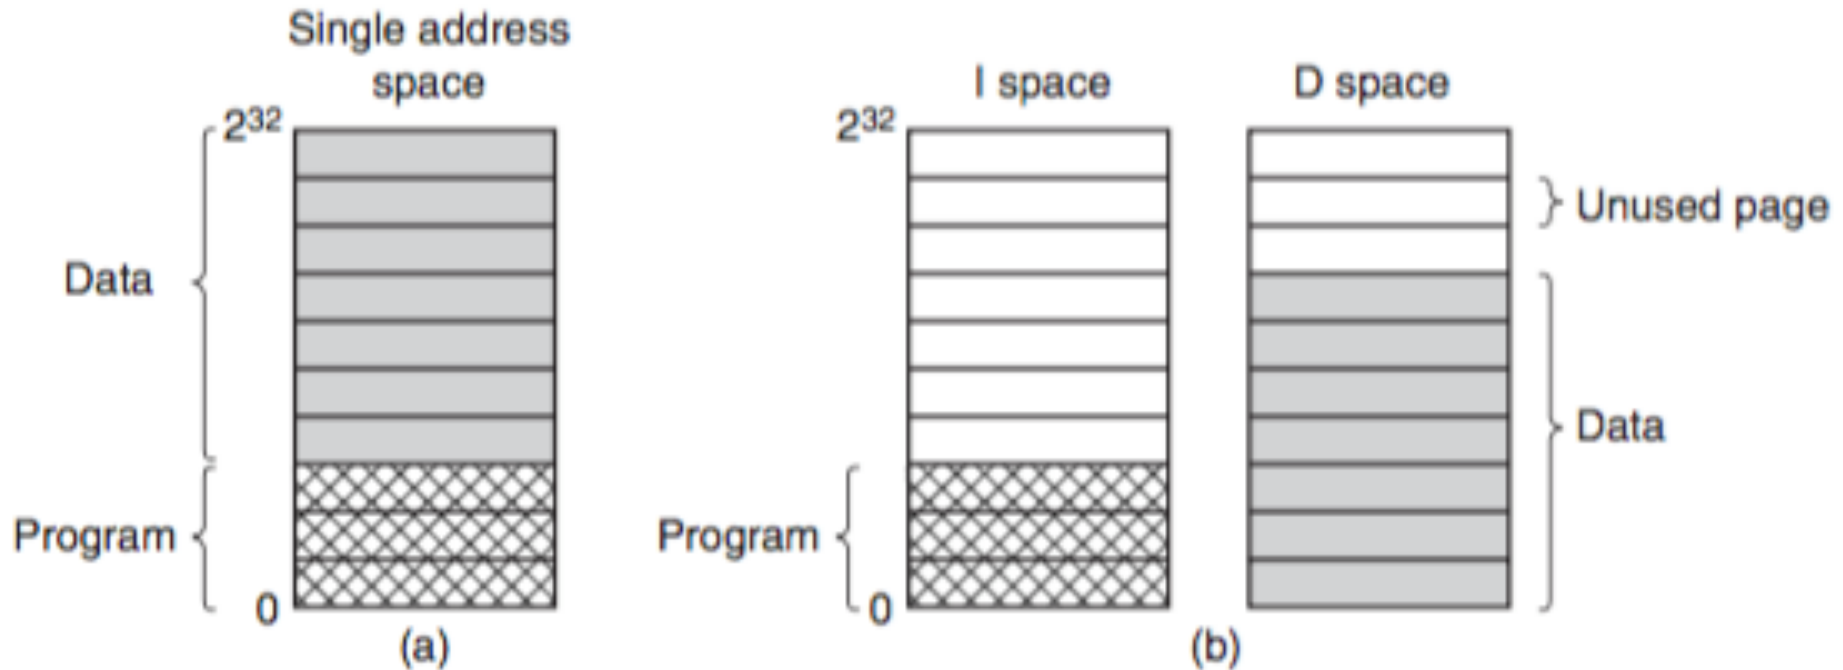 Single address
space
2³²
Data
Program
0
(a)
I space
D space
2³²
Unused page
Data
Program
0
(b)